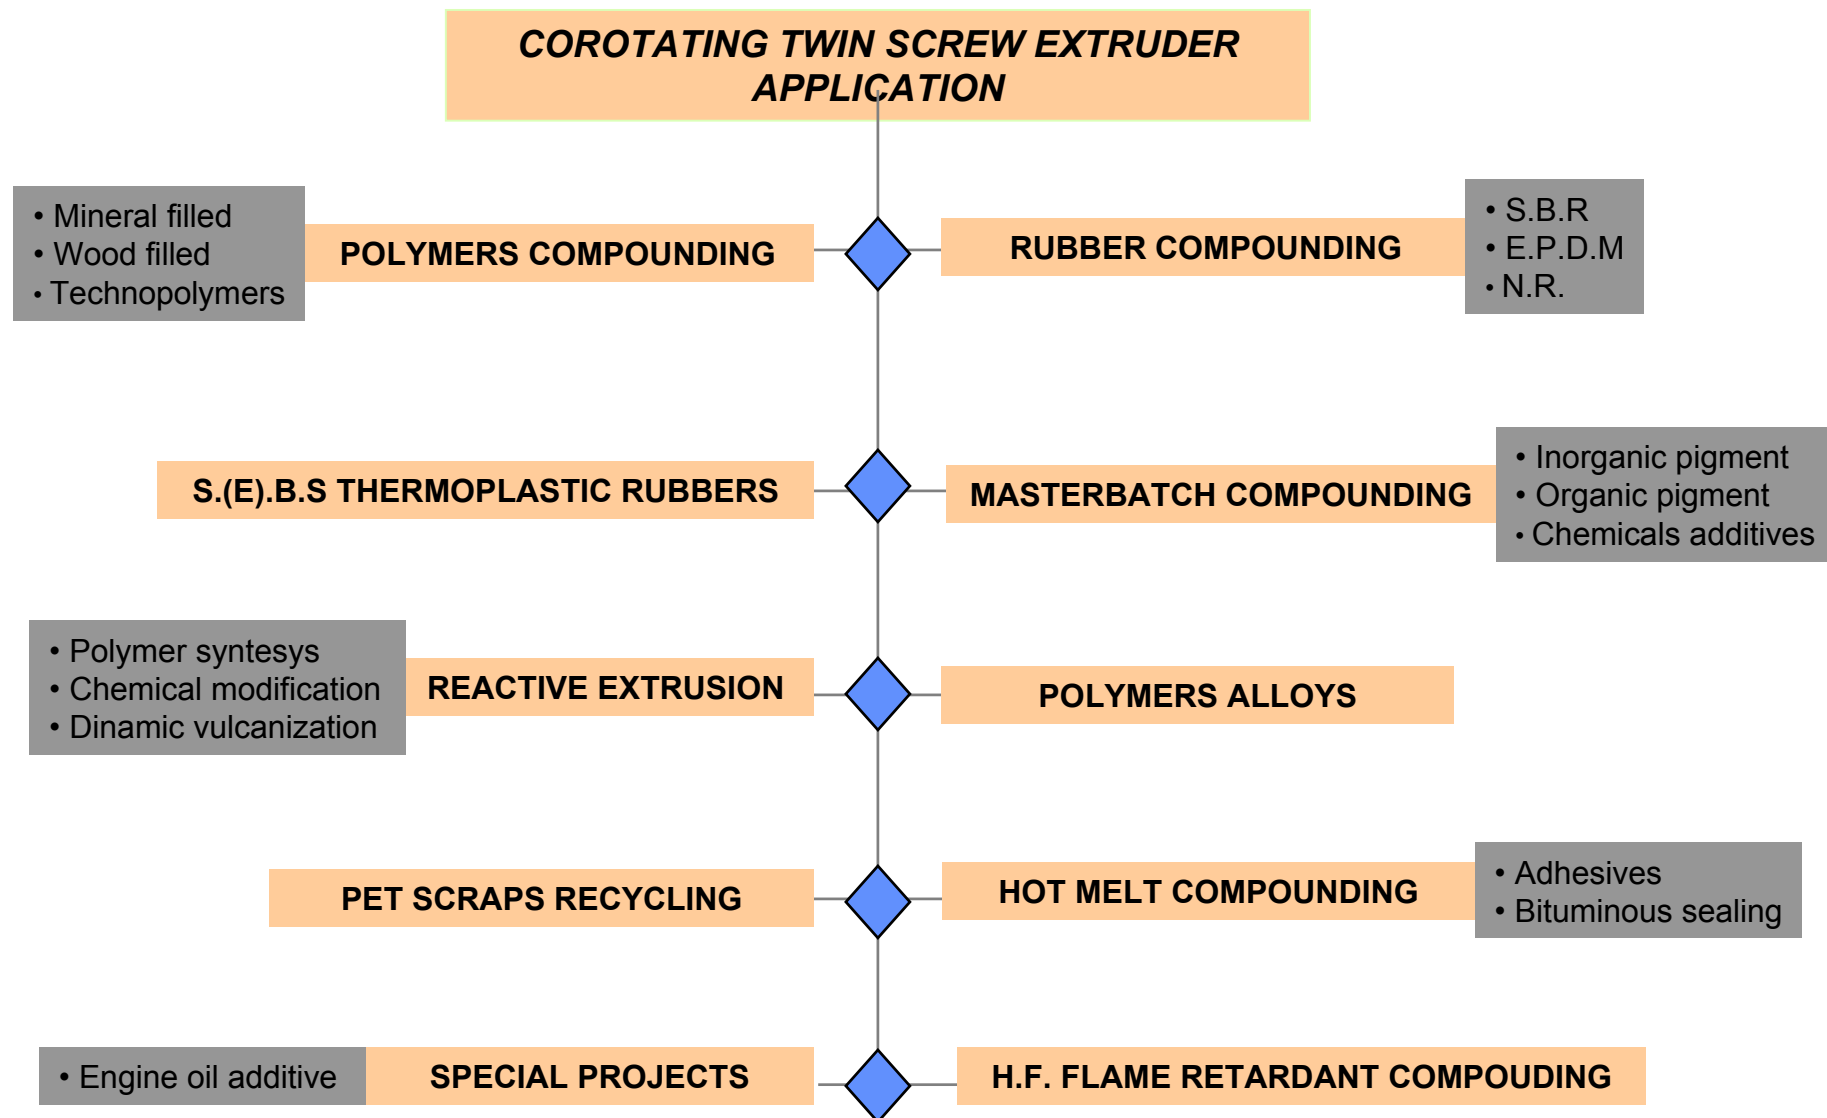 COROTATING TWIN SCREW EXTRUDER
APPLICATION
• Mineral filled
• Wood filled
• Technopolymers
POLYMERS COMPOUNDING
RUBBER COMPOUNDING
• S.B.R
• E.P.D.M
• N.R.
S.(E).B.S THERMOPLASTIC RUBBERS
MASTERBATCH COMPOUNDING
• Inorganic pigment
• Organic pigment
• Chemicals additives
• Polymer syntesys
• Chemical modification
• Dinamic vulcanization
REACTIVE EXTRUSION
POLYMERS ALLOYS
PET SCRAPS RECYCLING
HOT MELT COMPOUNDING
• Adhesives
• Bituminous sealing
• Engine oil additive
SPECIAL PROJECTS
H.F. FLAME RETARDANT COMPOUDING